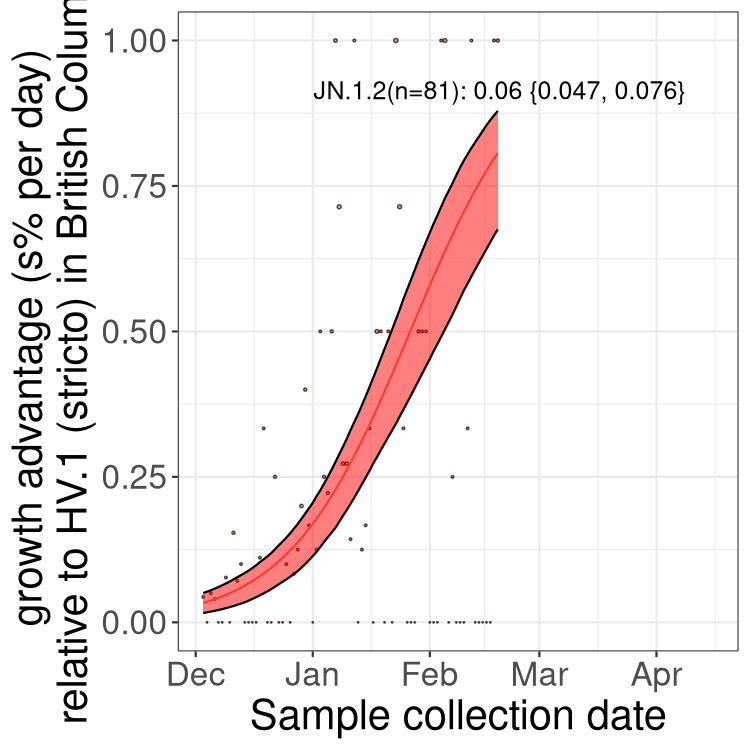 growth advantage (s% per day)
relative to HV.1 (stricto) in British Colum
1.00
0.75
0.50
0.25
0.00
JN.1.2(n=81): 0.06 {0.047, 0.076}
Dec Jan Feb Mar Apr
Sample collection date